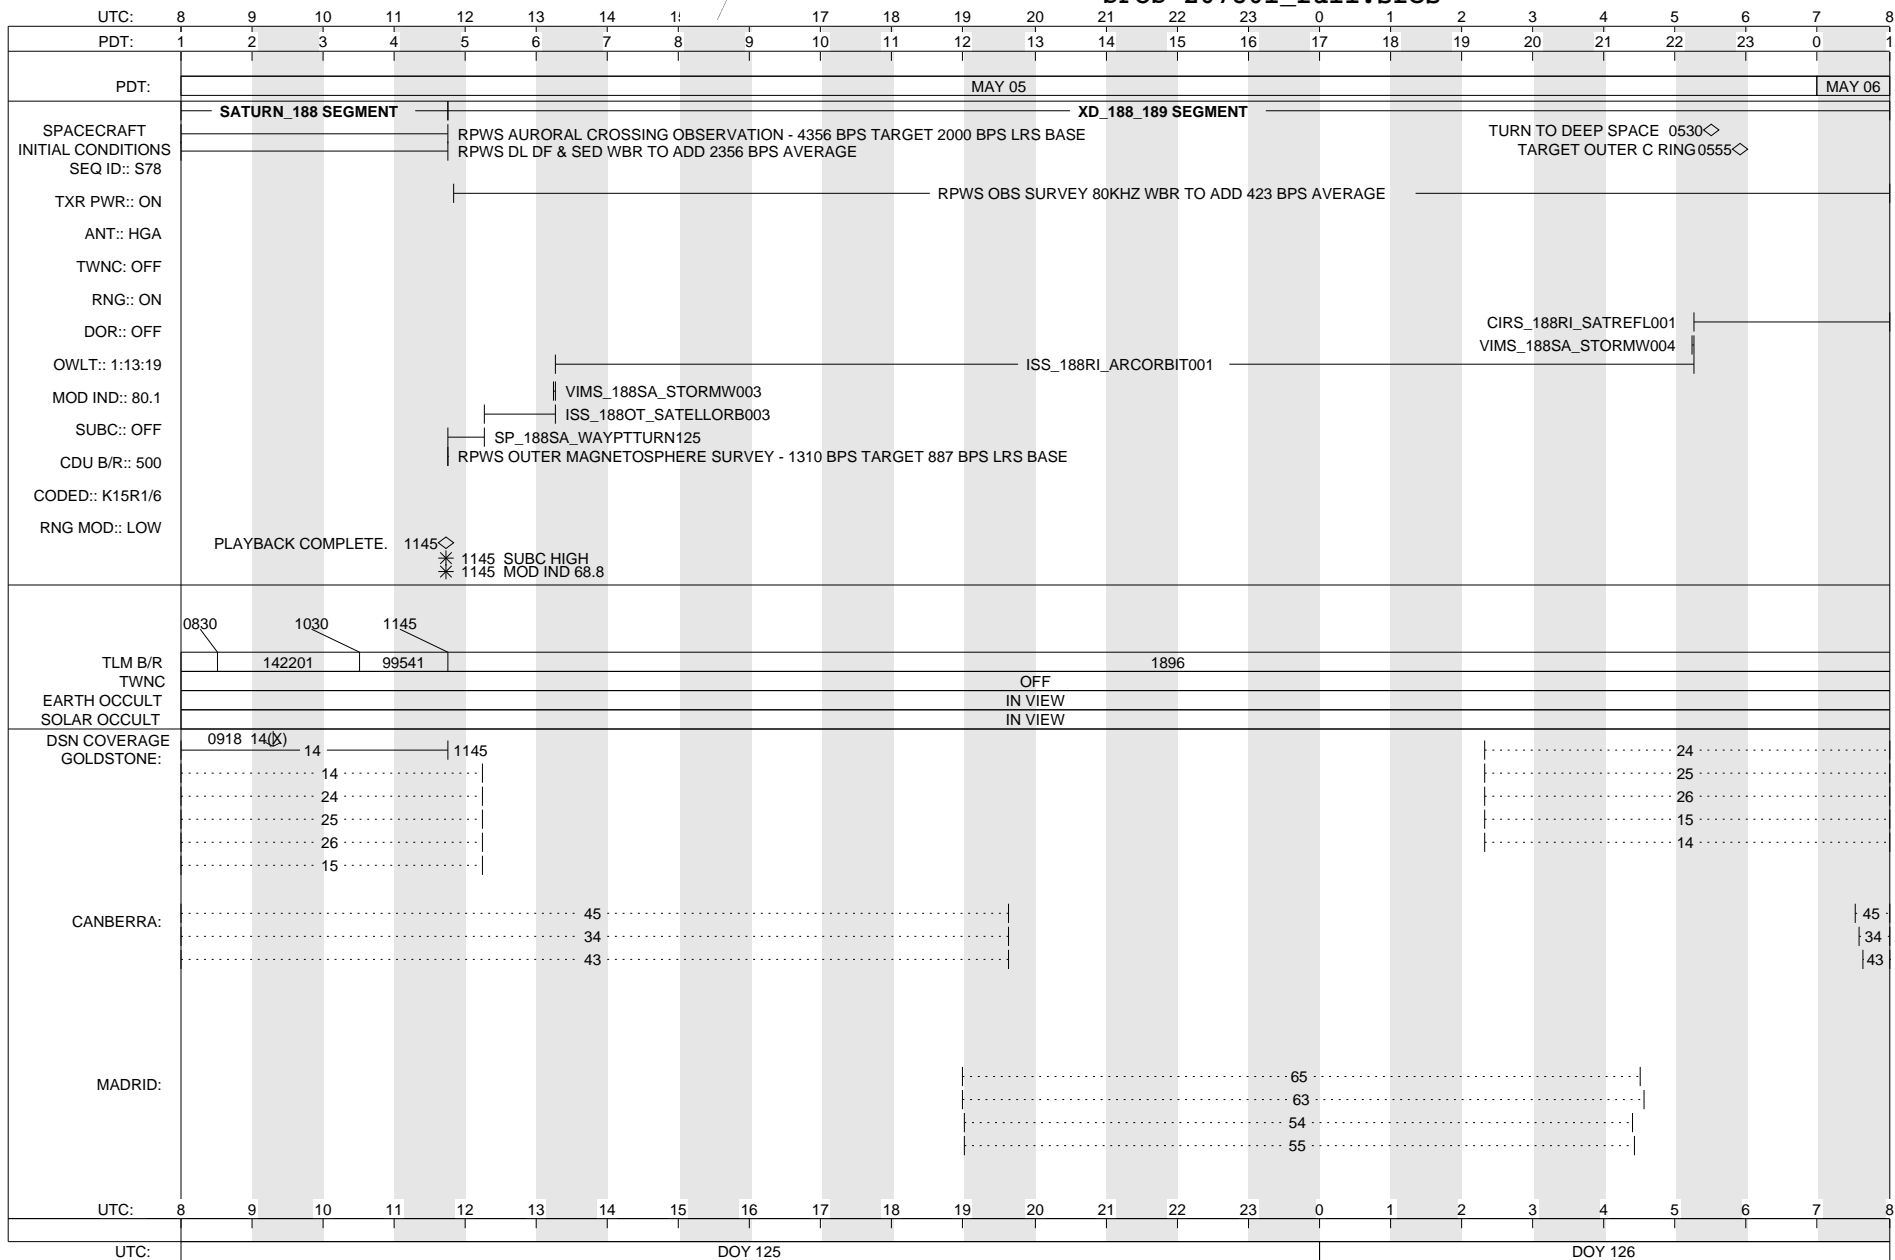 UTC: 8 9 10 11 12 13 14 17 18 19 20 21 22 23 0 1 2 3 4 5 6 7 8
PDT: 1 2 3 4 5 6 7 8 9 10 11 12 13 14 15 16 17 18 19 20 21 22 23 0 1
PDT: MAY 05 MAY 06
SATURN_188 SEGMENT XD_188_189 SEGMENT
SPACECRAFT RPWS AURORAL CROSSING OBSERVATION - 4356 BPS TARGET 2000 BPS LRS BASE TURN TO DEEP SPACE 0530
INITIAL CONDITIONS RPWS DL DF & SED WBR TO ADD 2356 BPS AVERAGE TARGET OUTER C RING 0555
SEQ ID:: S78
TXR PWR:: ON RPWS OBS SURVEY 80KHZ WBR TO ADD 423 BPS AVERAGE
ANT:: HGA
TWNC: OFF
RNG:: ON
DOR:: OFF CIRS_188RI_SATREFL001
VIMS_188SA_STORMW004
OWLT:: 1:13:19 ISS_188RI_ARCORBIT001
MOD IND:: 80.1 VIMS_188SA_STORMW003
ISS_188OT_SATELLORB003
SUBC:: OFF SP_188SA_WAYPTTURN125
CDU B/R:: 500 RPWS OUTER MAGNETOSPHERE SURVEY - 1310 BPS TARGET 887 BPS LRS BASE
CODED:: K15R1/6
RNG MOD:: LOW
PLAYBACK COMPLETE. 1145
1145 SUBC HIGH
1145 MOD IND 68.8
0830 1030 1145
TLM B/R 142201 99541 1896
TWNC OFF
EARTH OCCULT IN VIEW
SOLAR OCCULT IN VIEW
DSN COVERAGE 0918 14(X)
GOLDSTONE: 14 1145 24
14 25
24 26
25 15
26 14
15
CANBERRA: 45 45
34 34
43 43
MADRID: 65
63
54
55
UTC: 8 9 10 11 12 13 14 15 16 17 18 19 20 21 22 23 0 1 2 3 4 5 6 7 8
UTC: DOY 125 DOY 126